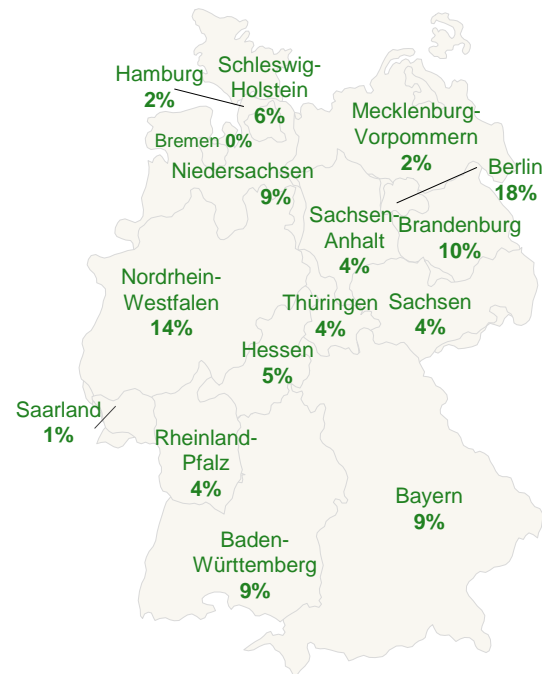 Hamburg
2%
Schleswig-
Holstein
6%
Mecklenburg-
Vorpommern
2%
Bremen 0%
Niedersachsen
9%
Berlin
18%
Sachsen-
Anhalt
4%
Brandenburg
10%
Nordrhein-
Westfalen
14%
Thüringen
4%
Sachsen
4%
Hessen
5%
Saarland
1%
Rheinland-
Pfalz
4%
Bayern
9%
Baden-
Württemberg
9%